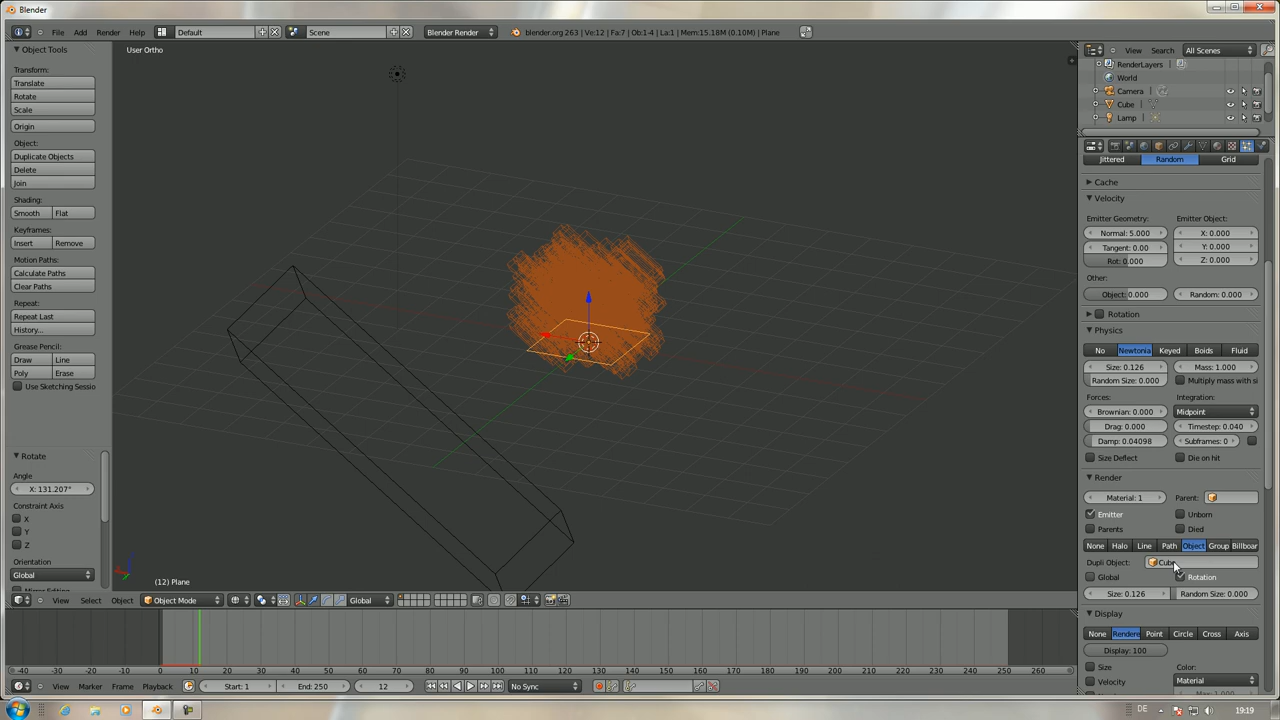 Blender
File Add Render Help Default Scene Blender Render blender.org 263 | Ve:12 | Fa:7 | Ob:1-4 | La:1 | Mem:15.18M (0.10M) | Plane
Object Tools
Transform:
Translate
Rotate
Scale
Origin
Object:
Duplicate Objects
Delete
Join
Shading:
Smooth Flat
Keyframes:
Insert Remove
Motion Paths:
Calculate Paths
Clear Paths
Repeat:
Repeat Last
History...
Grease Pencil:
Draw Line
Poly Erase
Use Sketching Sessio
Rotate
Angle
X: 131.207°
Constraint Axis
X
Y
Z
Orientation
Global
User Ortho
(12) Plane
View Select Object Object Mode Global
-40 -30 -20 -10 0 10 20 30 40 50 60 70 80 90 100 110 120 130 140 150 160 170 180 190 200 210 220 230 240 250 260
View Marker Frame Playback Start: 1 End: 250 12 No Sync
View Search All Scenes
RenderLayers
World
Camera
Cube
Lamp
Jittered Random Grid
Cache
Velocity
Emitter Geometry: Emitter Object:
Normal: 5.000 X: 0.000
Tangent: 0.00 Y: 0.000
Rot: 0.000 Z: 0.000
Other:
Object: 0.000 Random: 0.000
Rotation
Physics
No Newtonia Keyed Boids Fluid
Size: 0.126 Mass: 1.000
Random Size: 0.000 Multiply mass with si
Forces: Integration:
Brownian: 0.000 Midpoint
Drag: 0.000 Timestep: 0.040
Damp: 0.04098 Subframes: 0
Size Deflect Die on hit
Render
Material: 1 Parent:
Emitter Unborn
Parents Died
None Halo Line Path Object Group Billboar
Dupli Object: Cube
Global Rotation
Size: 0.126 Random Size: 0.000
Display
None Rendere Point Circle Cross Axis
Display: 100
Size Color:
Velocity Material
DE 19:19